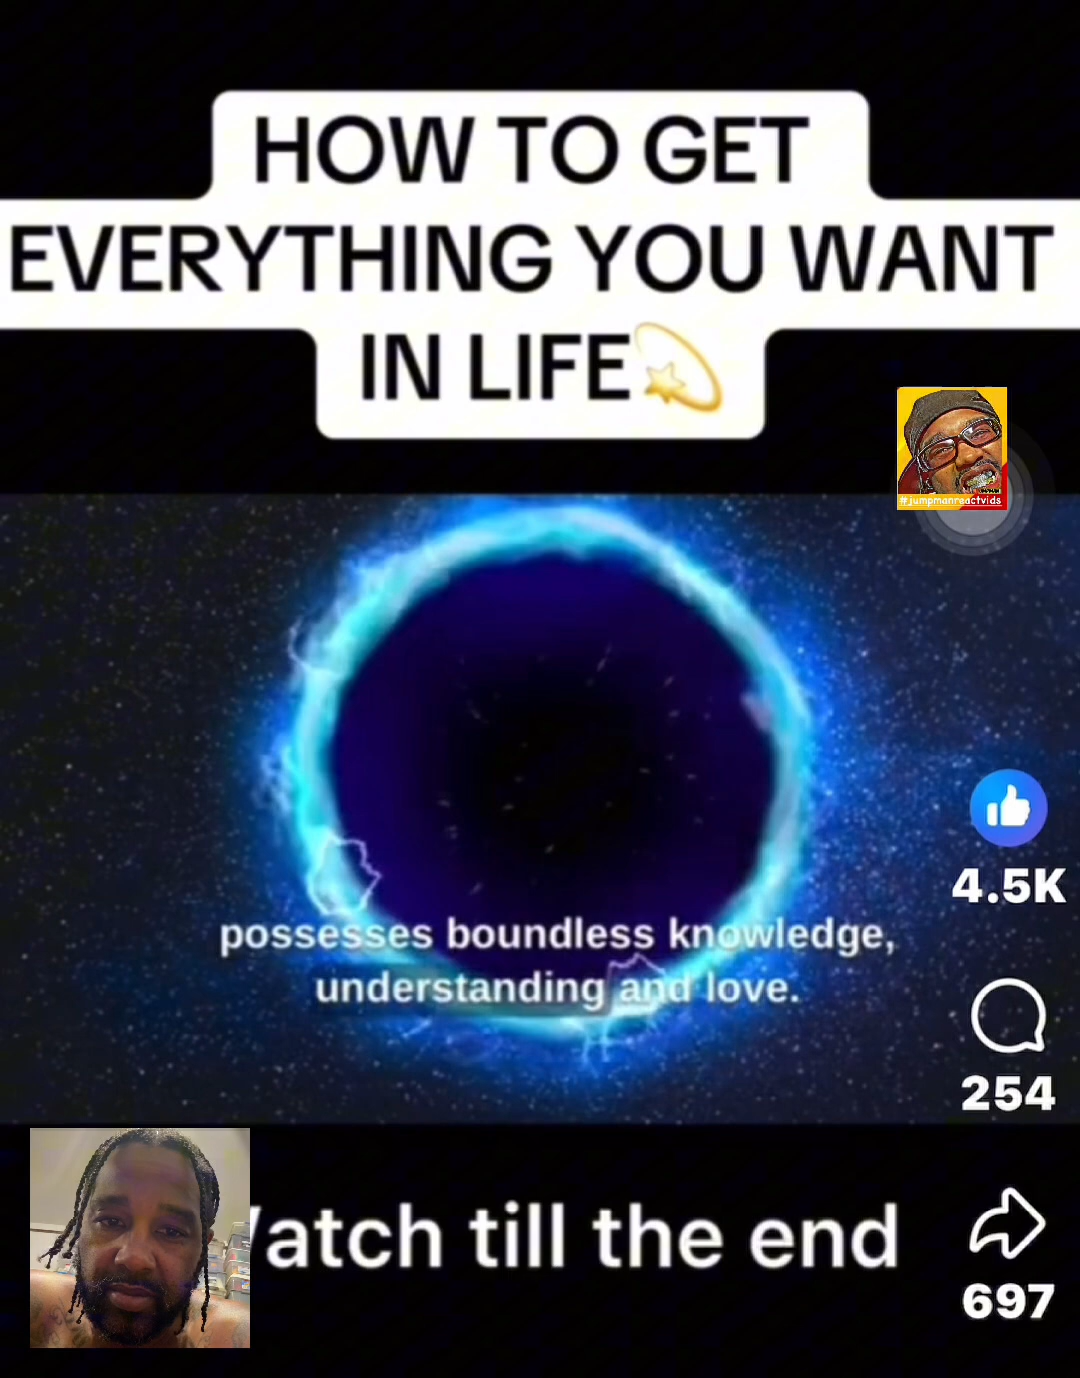 HOW TO GET
EVERYTHING YOU WANT
IN LIFE
#jumpmanreactvids
4.5K
possesses boundless knowledge,
understanding and love.
254
atch till the end
697